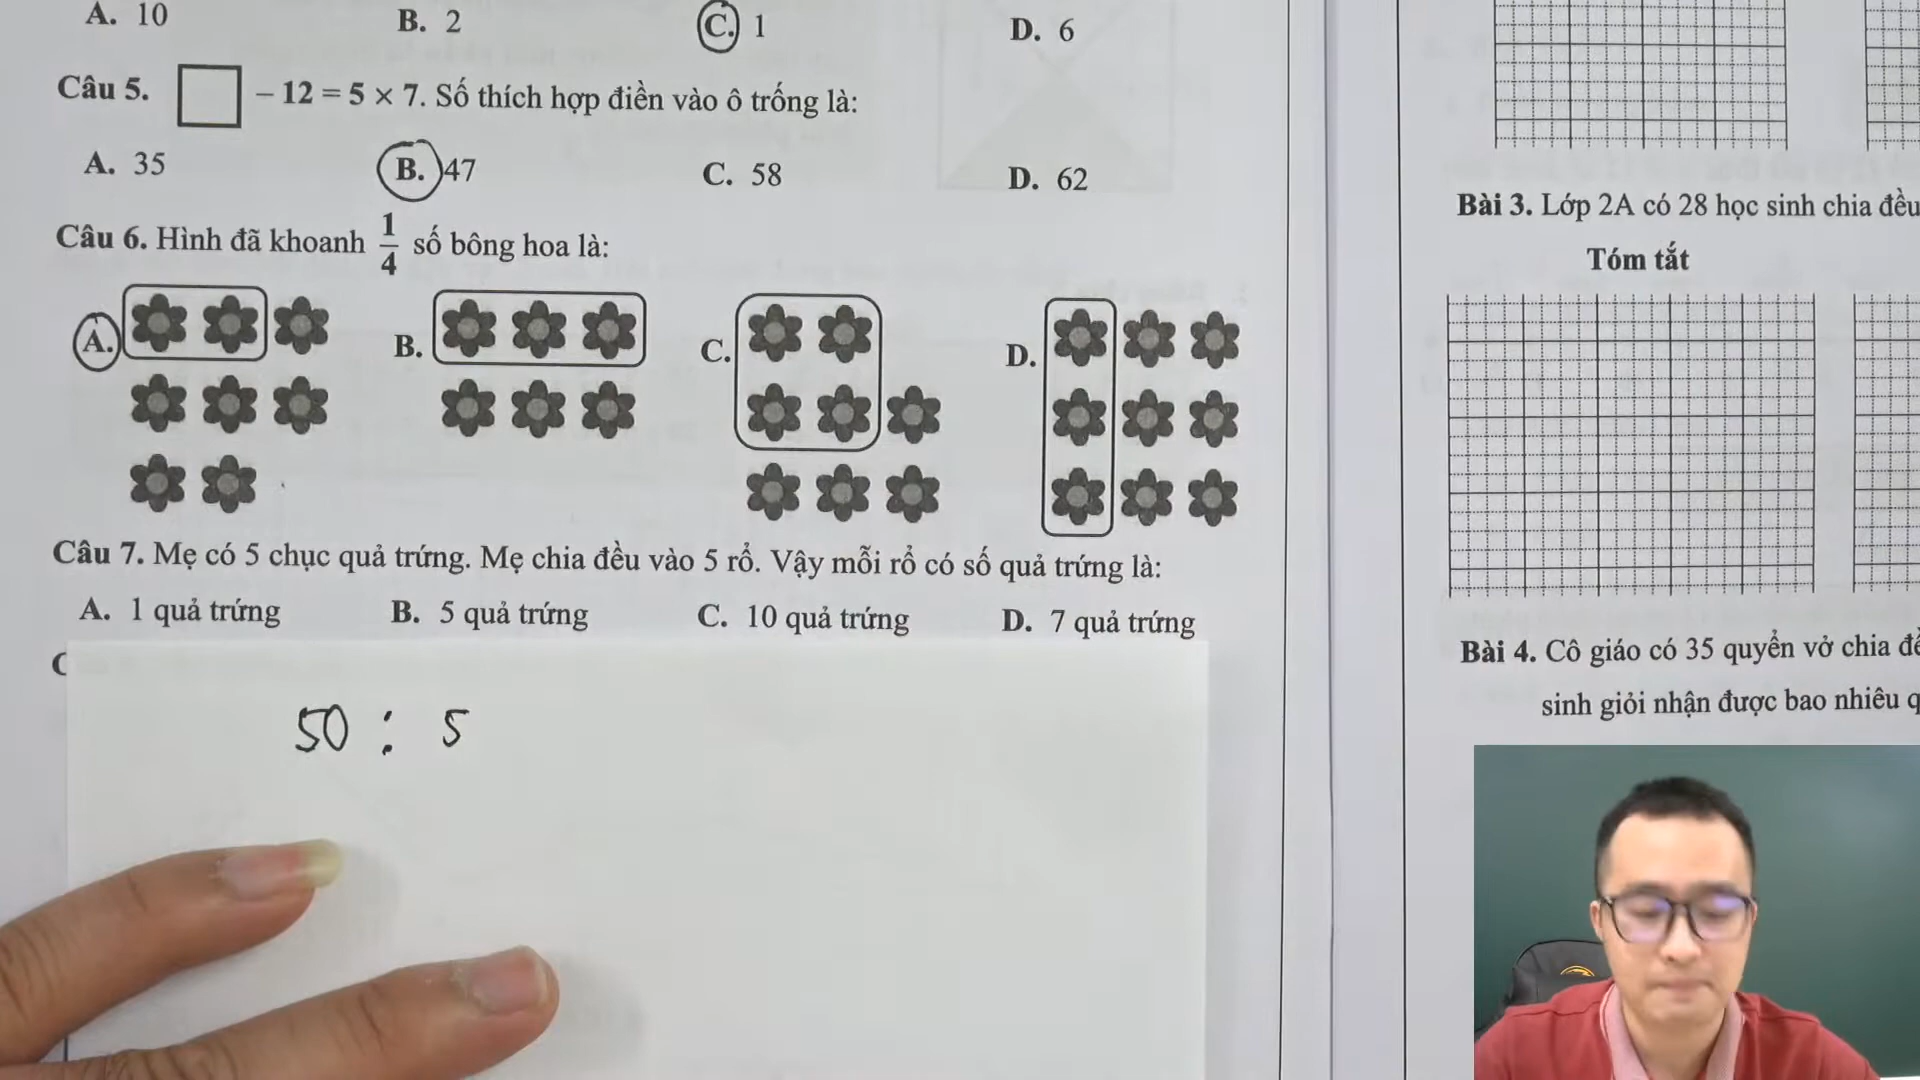 A. 10 B. 2 C. 1 D. 6
Câu 5. – 12 = 5 × 7. Số thích hợp điền vào ô trống là:
A. 35 B. 47 C. 58 D. 62
Câu 6. Hình đã khoanh 1/4 số bông hoa là:
A. B. C. D.
Câu 7. Mẹ có 5 chục quả trứng. Mẹ chia đều vào 5 rổ. Vậy mỗi rổ có số quả trứng là:
A. 1 quả trứng B. 5 quả trứng C. 10 quả trứng D. 7 quả trứng
50 : 5
Bài 3. Lớp 2A có 28 học sinh chia đều
Tóm tắt
Bài 4. Cô giáo có 35 quyển vở chia
sinh giỏi nhận được bao nhiêu